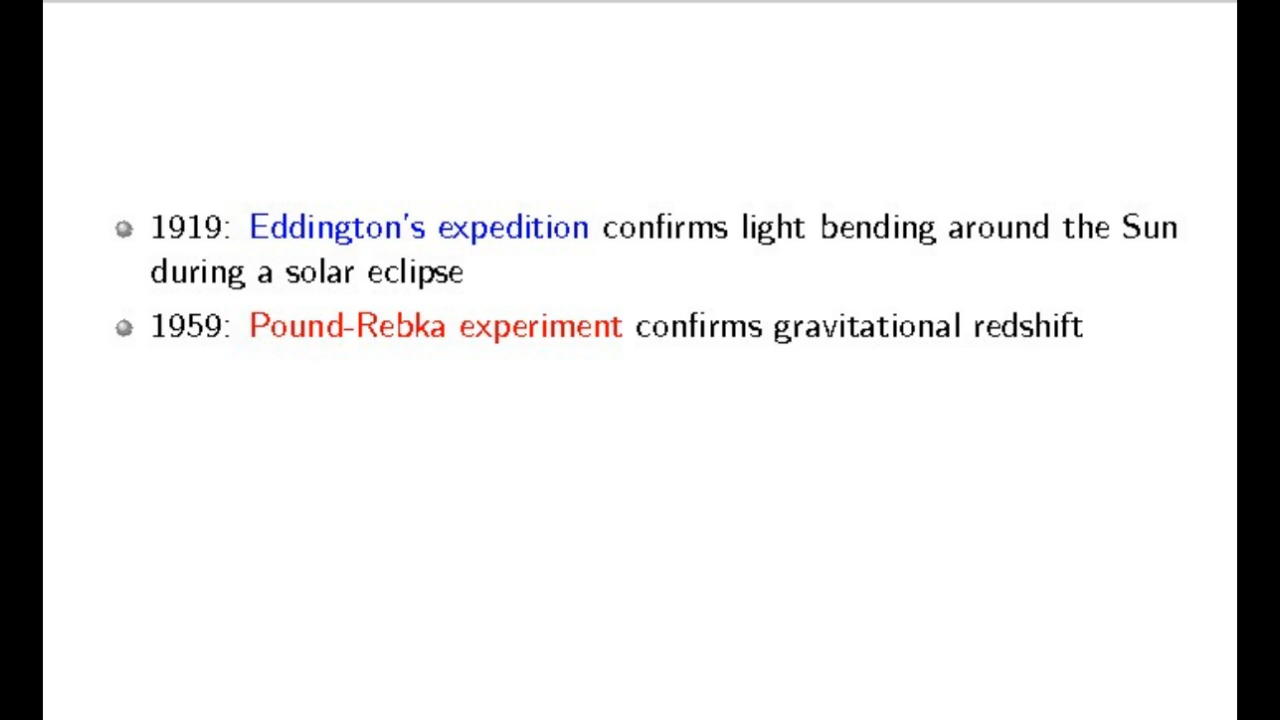 1919: Eddington's expedition confirms light bending around the Sun
during a solar eclipse
1959: Pound-Rebka experiment confirms gravitational redshift